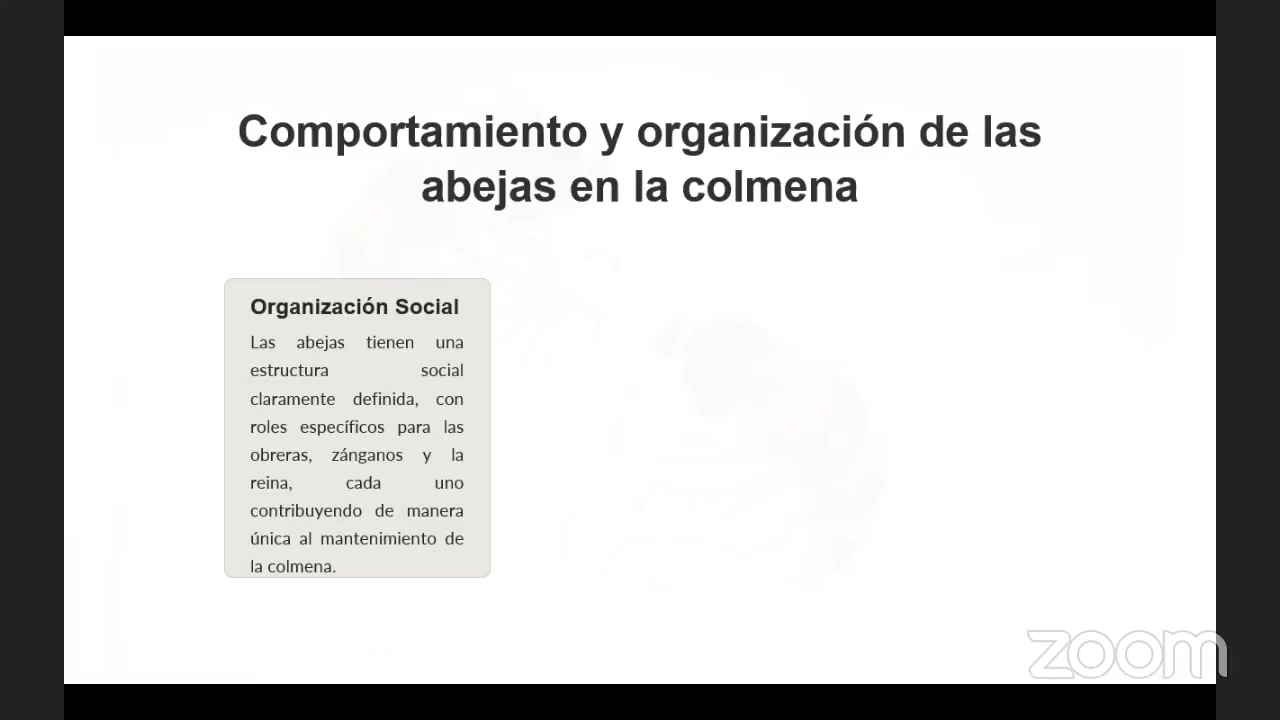 Comportamiento y organización de las
abejas en la colmena
Organización Social
Las abejas tienen una
estructura social
claramente definida, con
roles específicos para las
obreras, zánganos y la
reina, cada uno
contribuyendo de manera
única al mantenimiento de
la colmena.
zoom